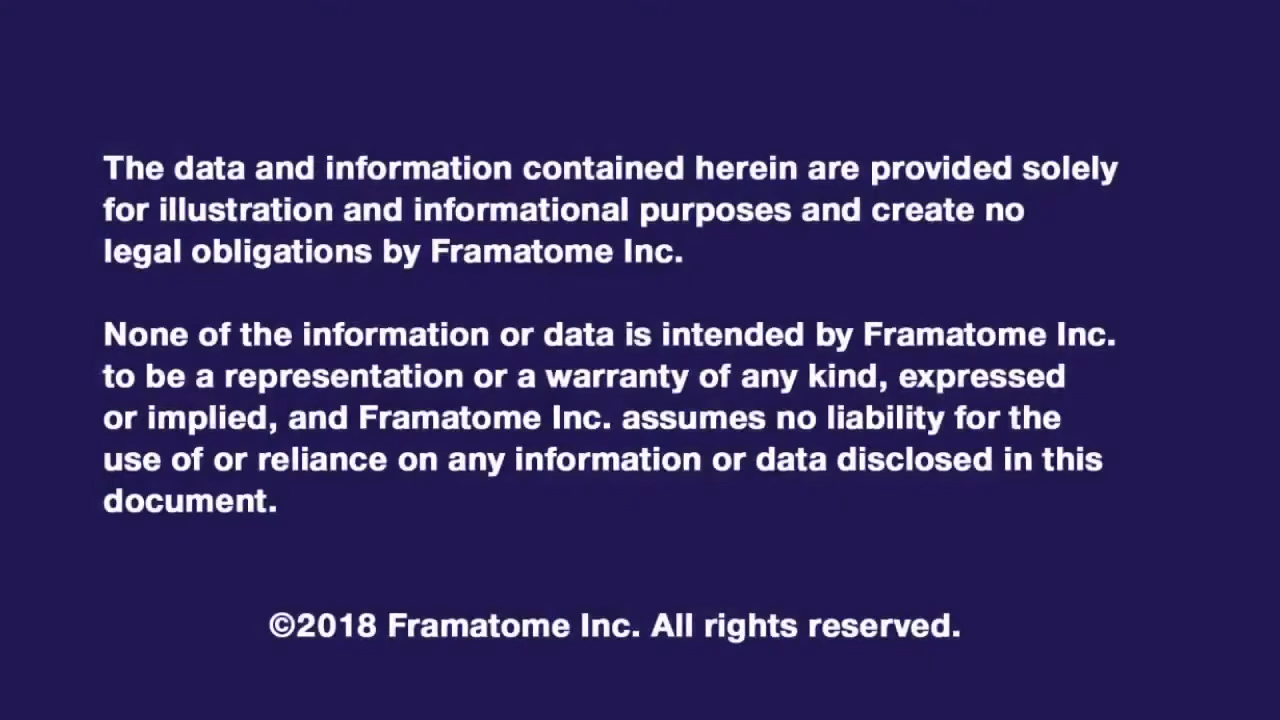 The data and information contained herein are provided solely
for illustration and informational purposes and create no
legal obligations by Framatome Inc.
None of the information or data is intended by Framatome Inc.
to be a representation or a warranty of any kind, expressed
or implied, and Framatome Inc. assumes no liability for the
use of or reliance on any information or data disclosed in this
document.
©2018 Framatome Inc. All rights reserved.